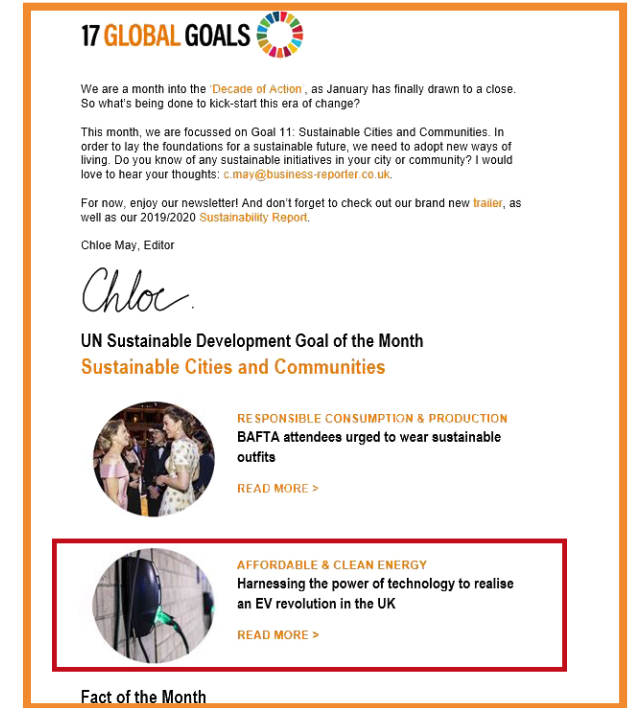 17 GLOBAL GOALS
We are a month into the 'Decade of Action', as January has finally drawn to a close.
So what's being done to kick-start this era of change?
This month, we are focussed on Goal 11: Sustainable Cities and Communities. In
order to lay the foundations for a sustainable future, we need to adopt new ways of
living. Do you know of any sustainable initiatives in your city or community? I would
love to hear your thoughts: c.may@business-reporter.co.uk.
For now, enjoy our newsletter! And don't forget to check out our brand new trailer, as
well as our 2019/2020 Sustainability Report.
Chloe May, Editor
Chloe.
UN Sustainable Development Goal of the Month
Sustainable Cities and Communities
RESPONSIBLE CONSUMPTION & PRODUCTION
BAFTA attendees urged to wear sustainable
outfits
READ MORE >
AFFORDABLE & CLEAN ENERGY
Harnessing the power of technology to realise
an EV revolution in the UK
READ MORE >
Fact of the Month